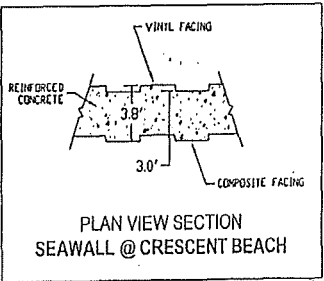 VINYL FACING
REINFORCED
CONCRETE
3.8'
3.0'
COMPOSITE FACING
PLAN VIEW SECTION
SEAWALL @ CRESCENT BEACH